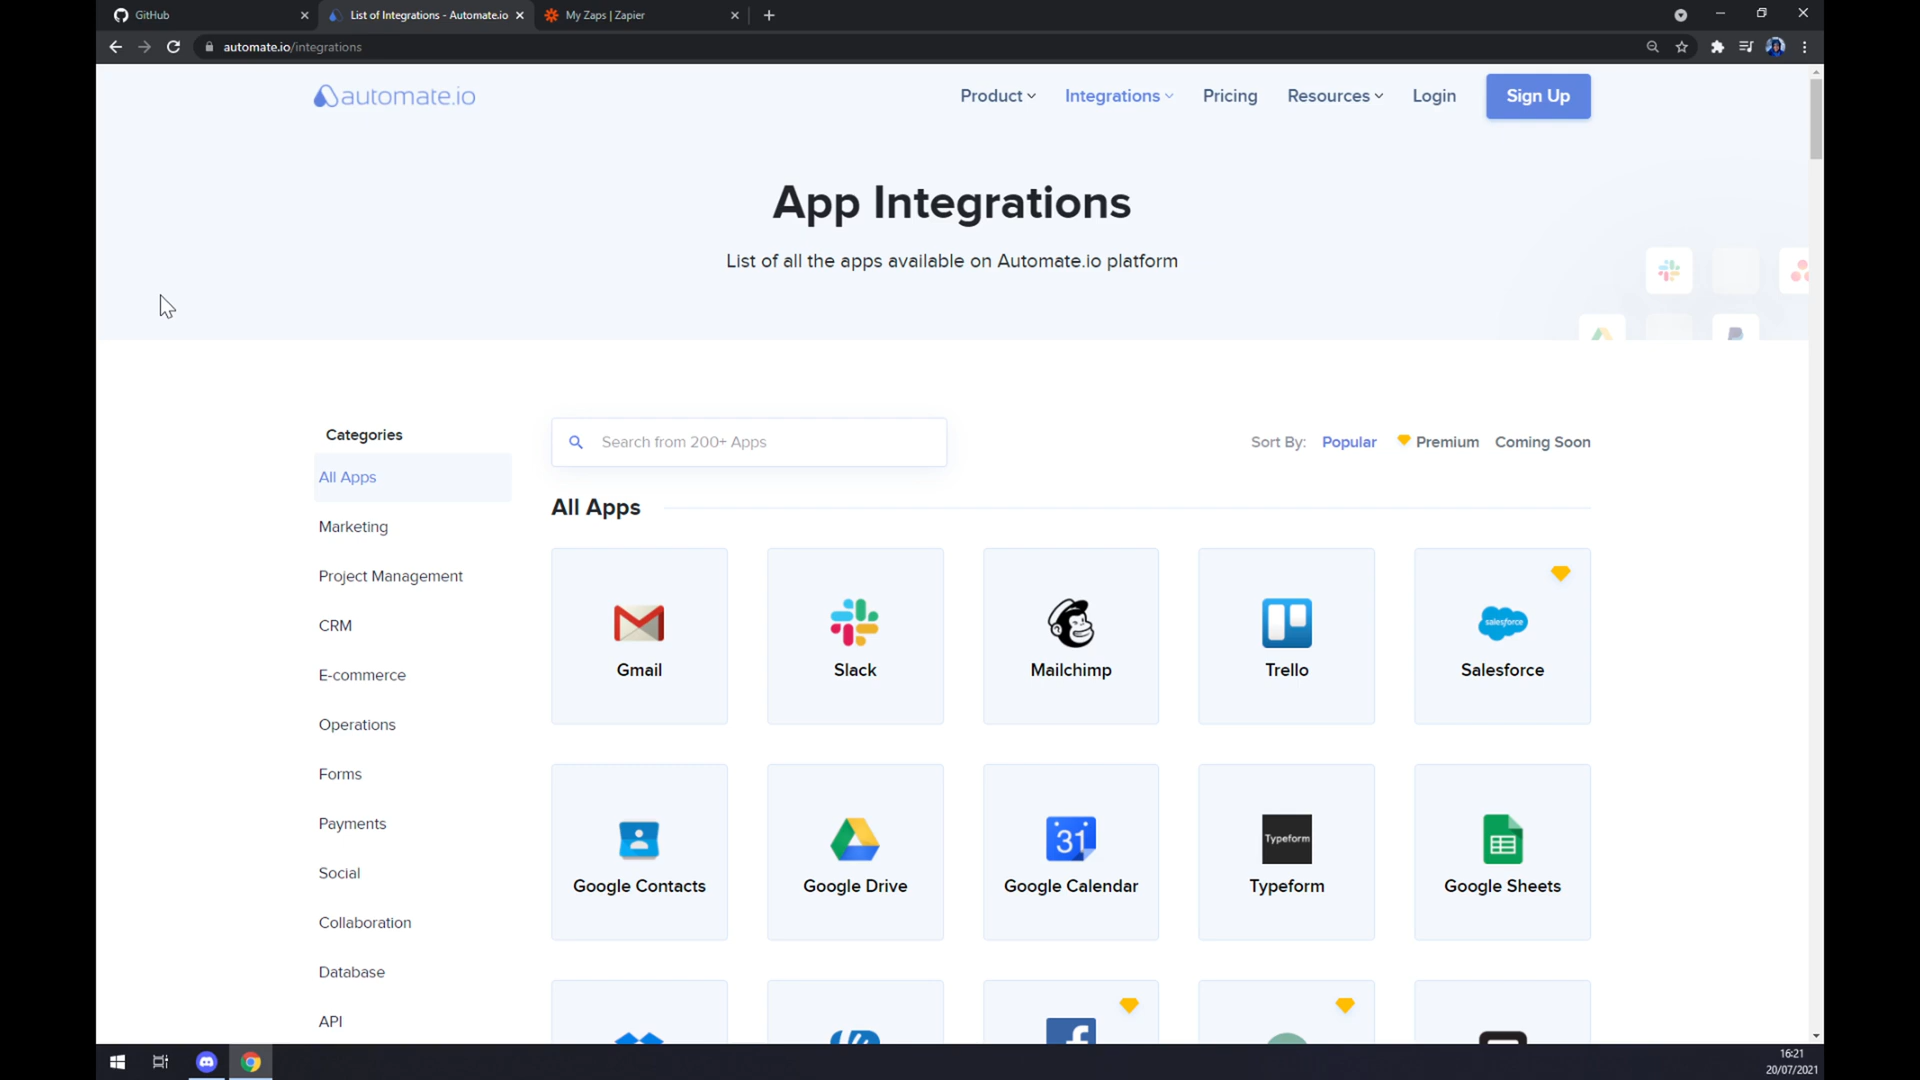 GitHub
List of Integrations - Automate.io
My Zaps | Zapier
automate.io/integrations
automate.io
Product
Integrations
Pricing
Resources
Login
Sign Up
App Integrations
List of all the apps available on Automate.io platform
Categories
All Apps
Marketing
Project Management
CRM
E-commerce
Operations
Forms
Payments
Social
Collaboration
Database
API
Search from 200+ Apps
Sort By:
Popular
Premium
Coming Soon
All Apps
Gmail
Slack
Mailchimp
Trello
salesforce
Salesforce
Google Contacts
Google Drive
31
Google Calendar
Typeform
Typeform
Google Sheets
16:21
20/07/2021